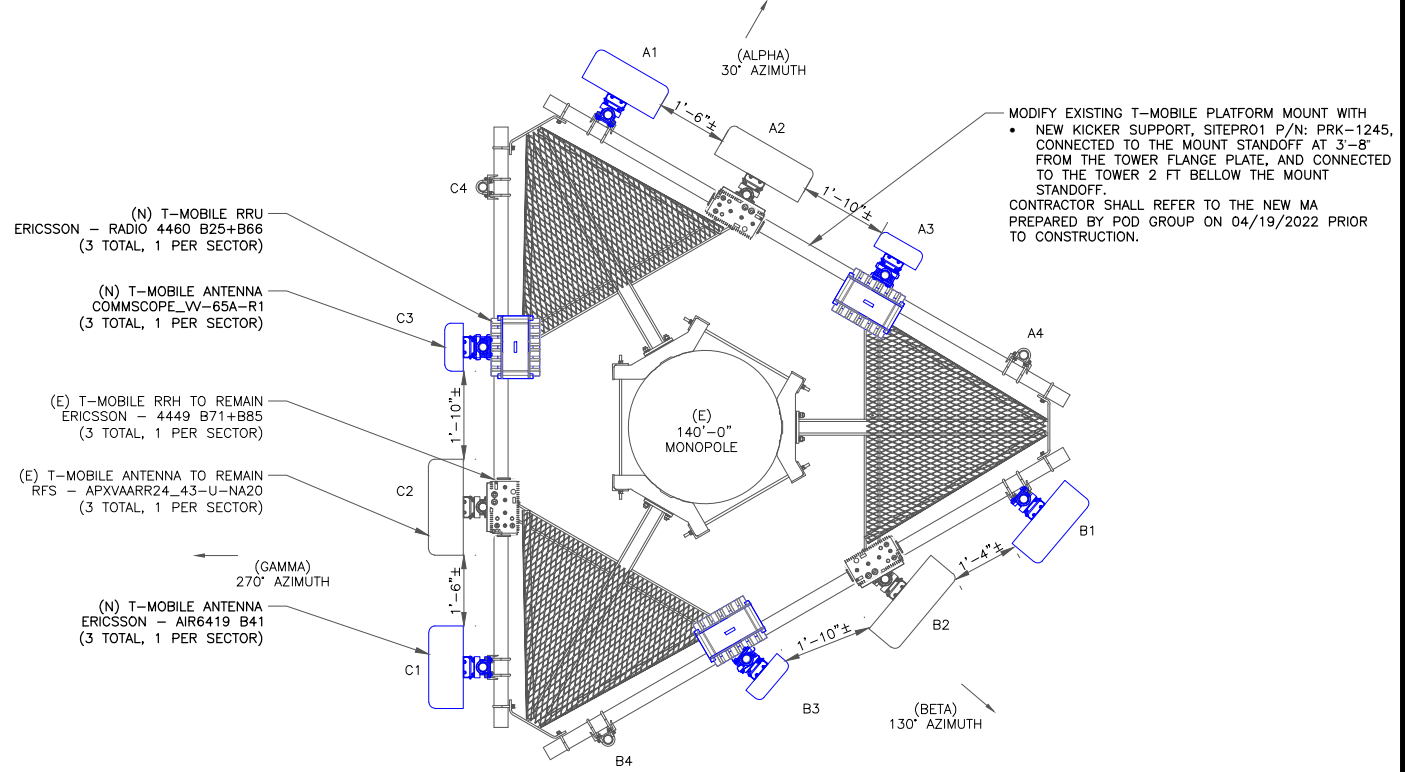 A1
(ALPHA)
30° AZIMUTH
1'-6"±
A2
MODIFY EXISTING T-MOBILE PLATFORM MOUNT WITH
• NEW KICKER SUPPORT, SITEPRO1 P/N: PRK-1245,
CONNECTED TO THE MOUNT STANDOFF AT 3'-8"
FROM THE TOWER FLANGE PLATE, AND CONNECTED
TO THE TOWER 2 FT BELLOW THE MOUNT
STANDOFF.
CONTRACTOR SHALL REFER TO THE NEW MA
PREPARED BY POD GROUP ON 04/19/2022 PRIOR
TO CONSTRUCTION.
C4
1'-10"±
(N) T-MOBILE RRU
ERICSSON - RADIO 4460 B25+B66
(3 TOTAL, 1 PER SECTOR)
A3
(N) T-MOBILE ANTENNA
COMMSCOPE_VV-65A-R1
(3 TOTAL, 1 PER SECTOR)
C3
A4
(E) T-MOBILE RRH TO REMAIN
ERICSSON - 4449 B71+B85
(3 TOTAL, 1 PER SECTOR)
1'-10"±
(E)
140'-0"
MONOPOLE
(E) T-MOBILE ANTENNA TO REMAIN
RFS - APXVAARR24_43-U-NA20
(3 TOTAL, 1 PER SECTOR)
C2
B1
1'-4"±
(GAMMA)
270° AZIMUTH
1'-6"±
(N) T-MOBILE ANTENNA
ERICSSON - AIR6419 B41
(3 TOTAL, 1 PER SECTOR)
B2
1'-10"±
C1
B3
(BETA)
130° AZIMUTH
B4